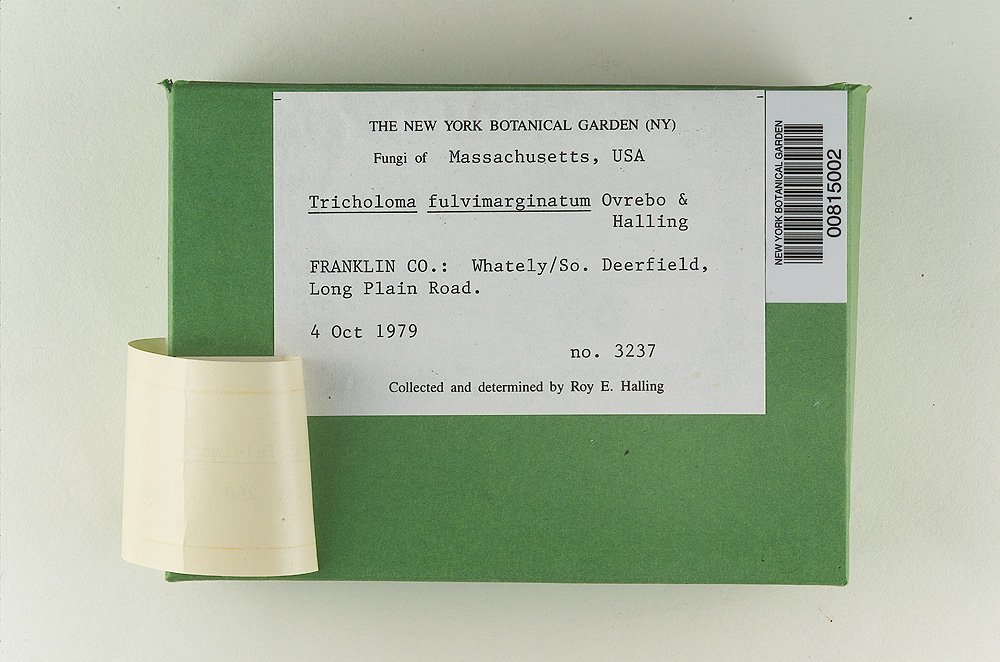 THE NEW YORK BOTANICAL GARDEN (NY)
Fungi of Massachusetts, USA
Tricholoma fulvimarginatum Ovrebo &
Halling
FRANKLIN CO.: Whately/So. Deerfield,
Long Plain Road.
4 Oct 1979
no. 3237
Collected and determined by Roy E. Halling
NEW YORK BOTANICAL GARDEN
00815002